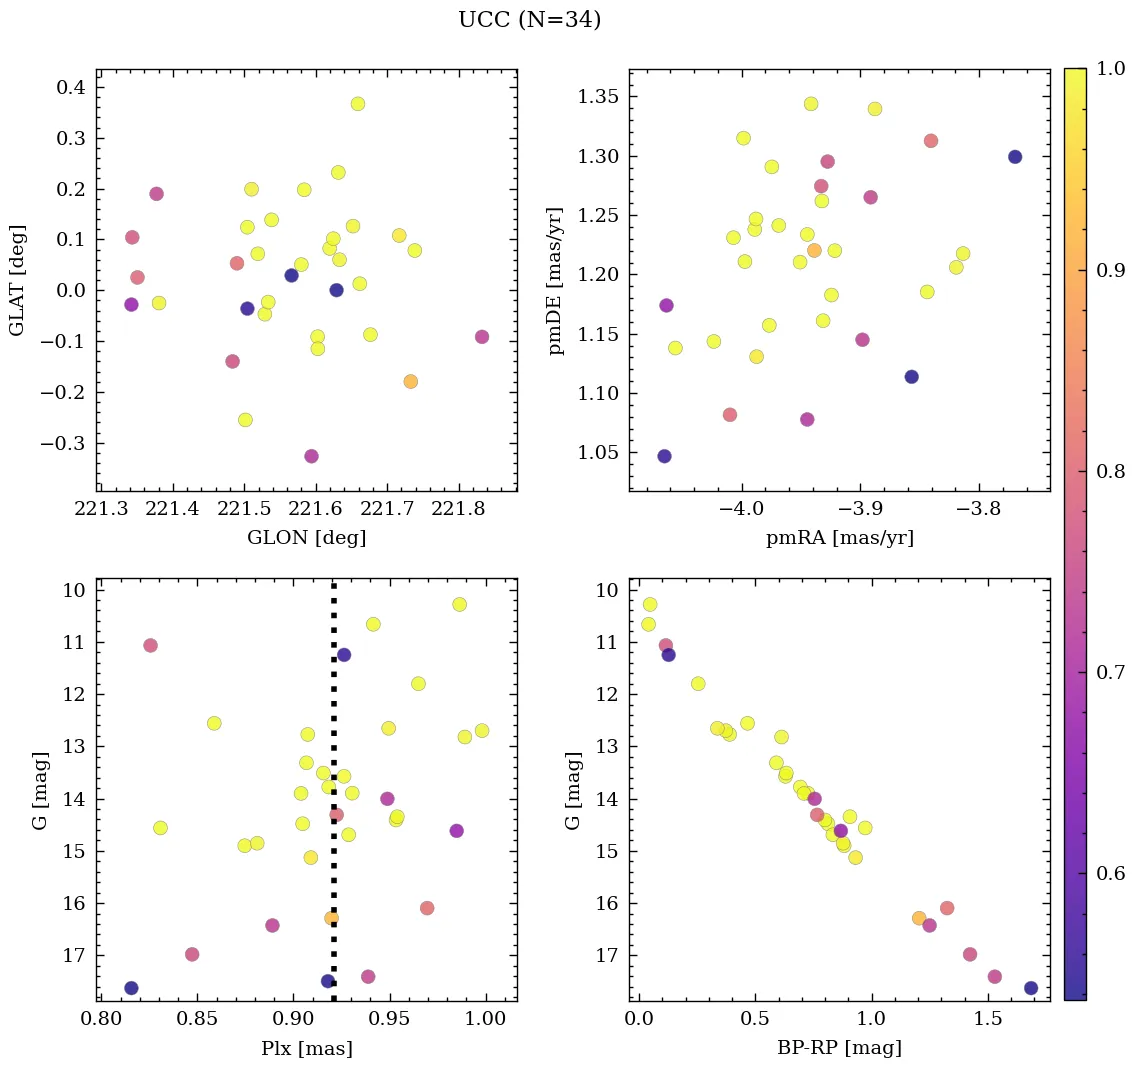 UCC (N=34)
0.4
0.3
0.2
0.1
0.0
−0.1
−0.2
−0.3
GLAT [deg]
221.3 221.4 221.5 221.6 221.7 221.8
GLON [deg]
1.35
1.30
1.25
1.20
1.15
1.10
1.05
pmDE [mas/yr]
−4.0 −3.9 −3.8
pmRA [mas/yr]
10
11
12
13
14
15
16
17
G [mag]
0.80 0.85 0.90 0.95 1.00
Plx [mas]
10
11
12
13
14
15
16
17
G [mag]
0.0 0.5 1.0 1.5
BP-RP [mag]
1.0
0.9
0.8
0.7
0.6